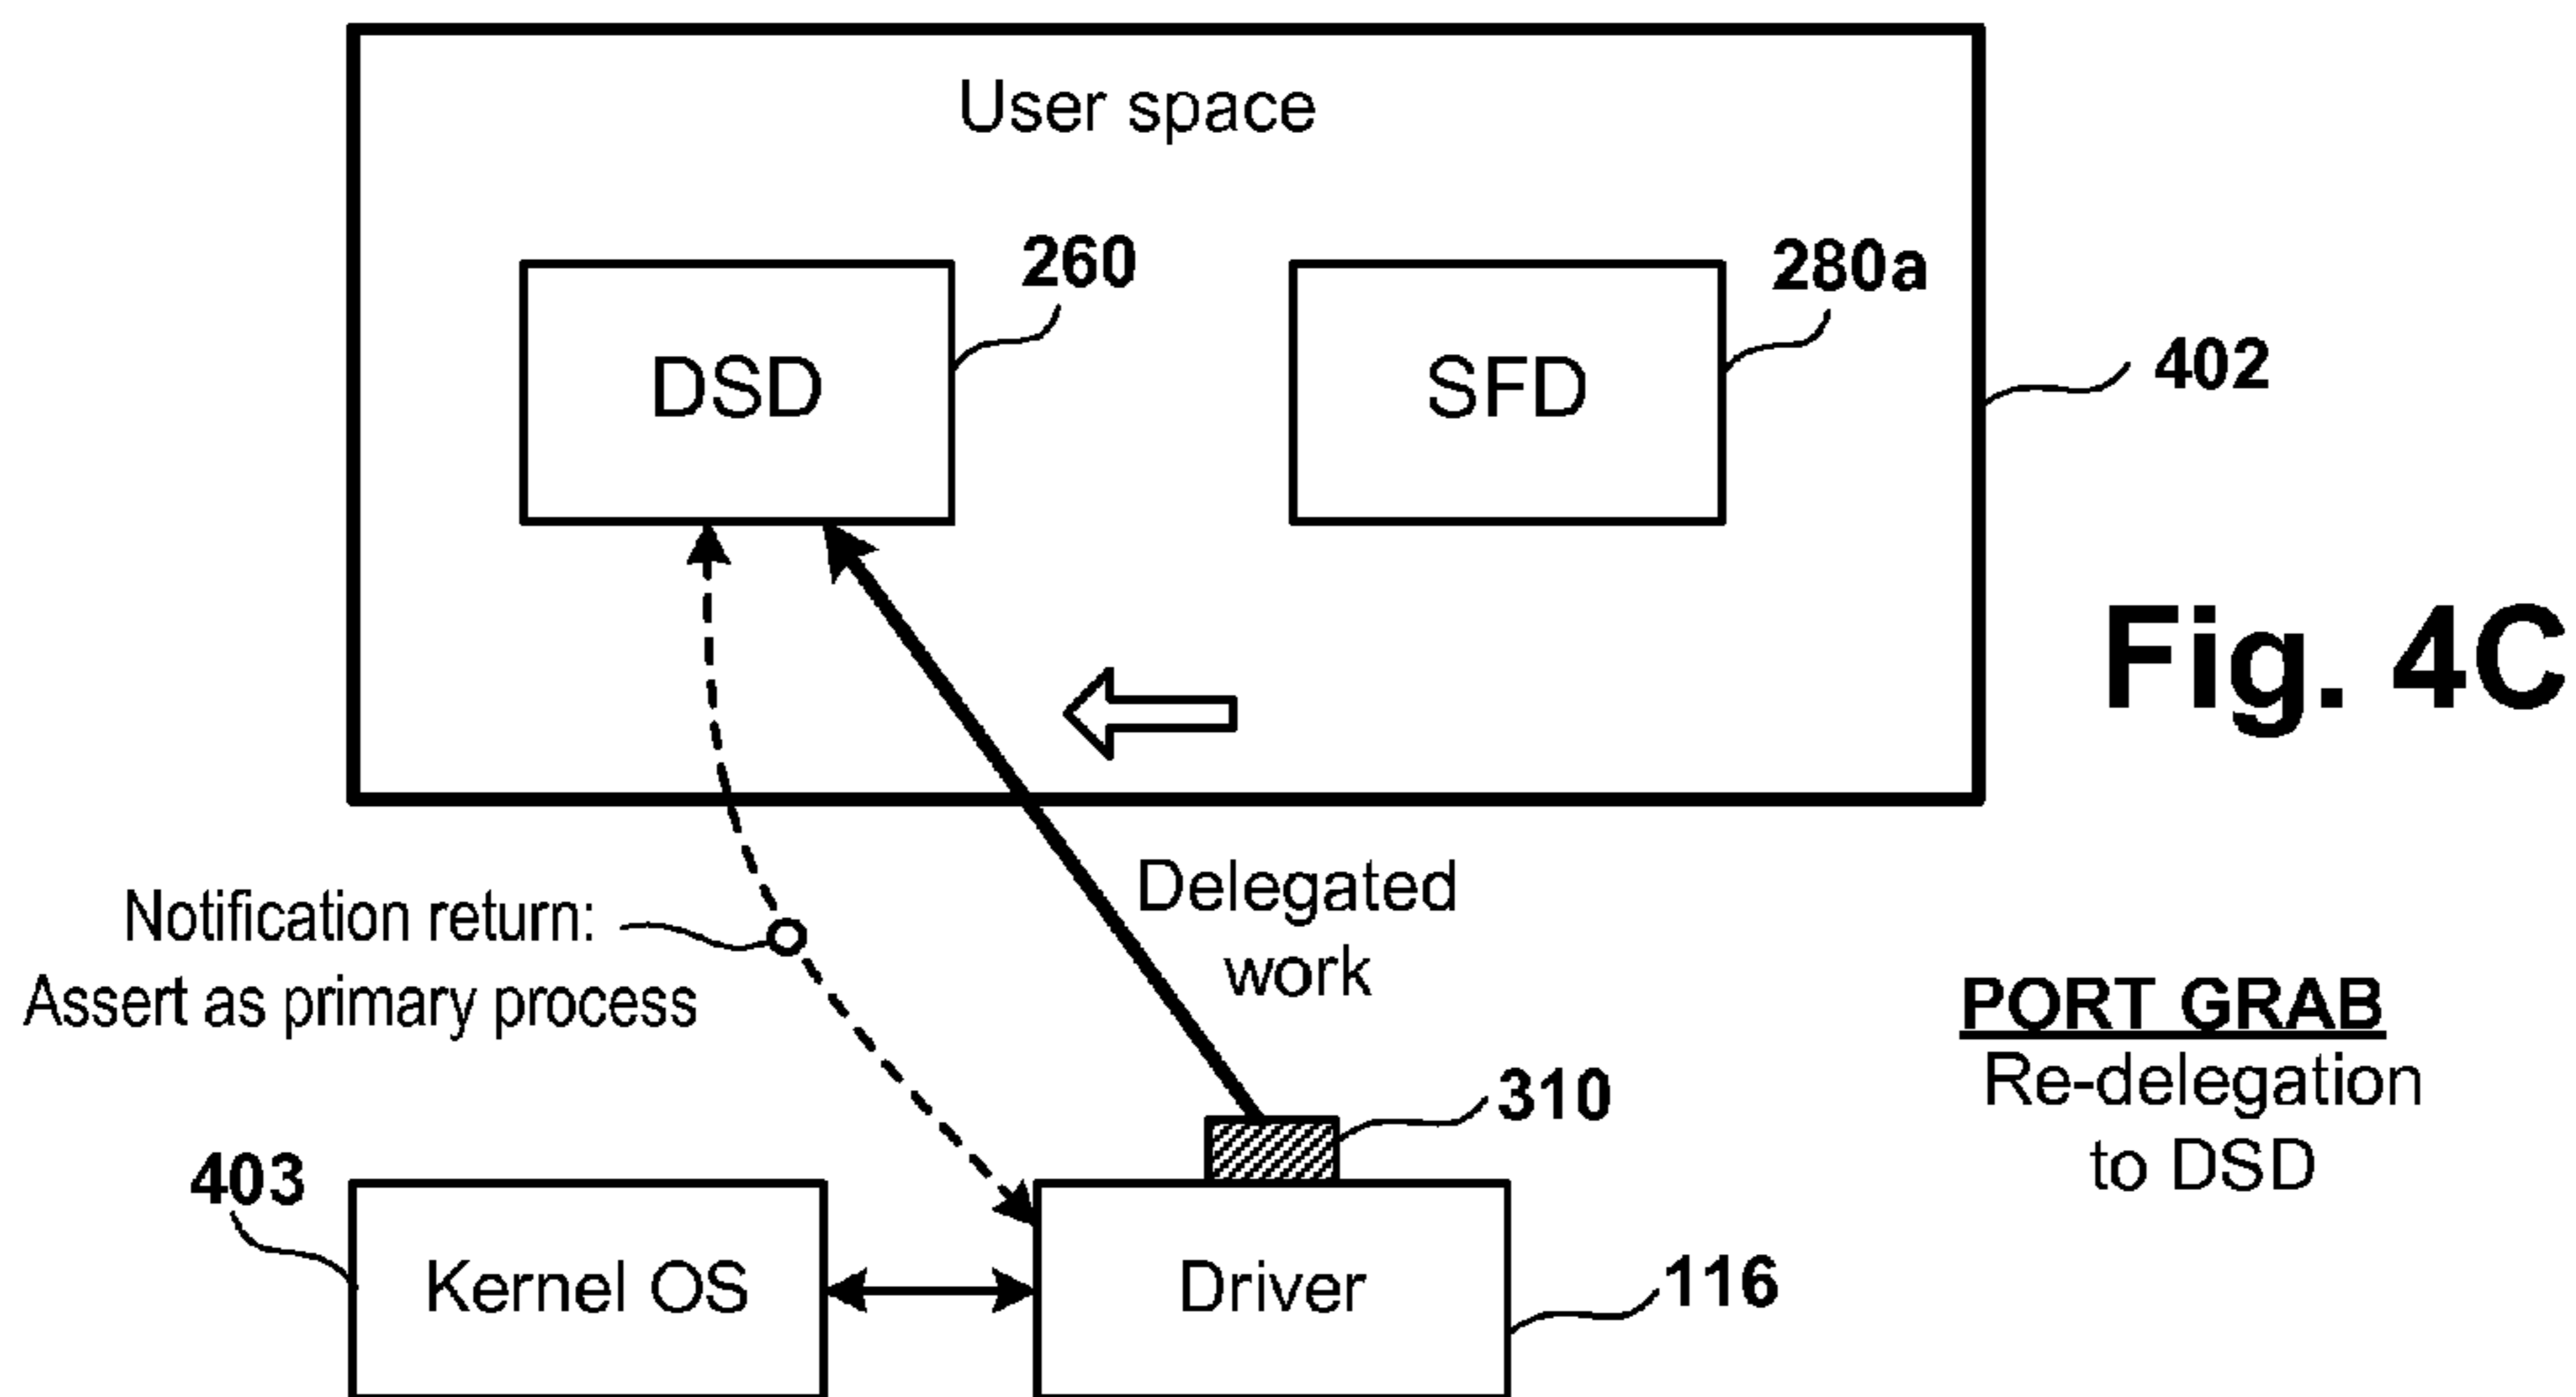 User space
260
280a
DSD
SFD
402
Fig. 4C
Delegated
work
Notification return:
Assert as primary process
PORT GRAB
Re-delegation
to DSD
310
403
Kernel OS
Driver
116